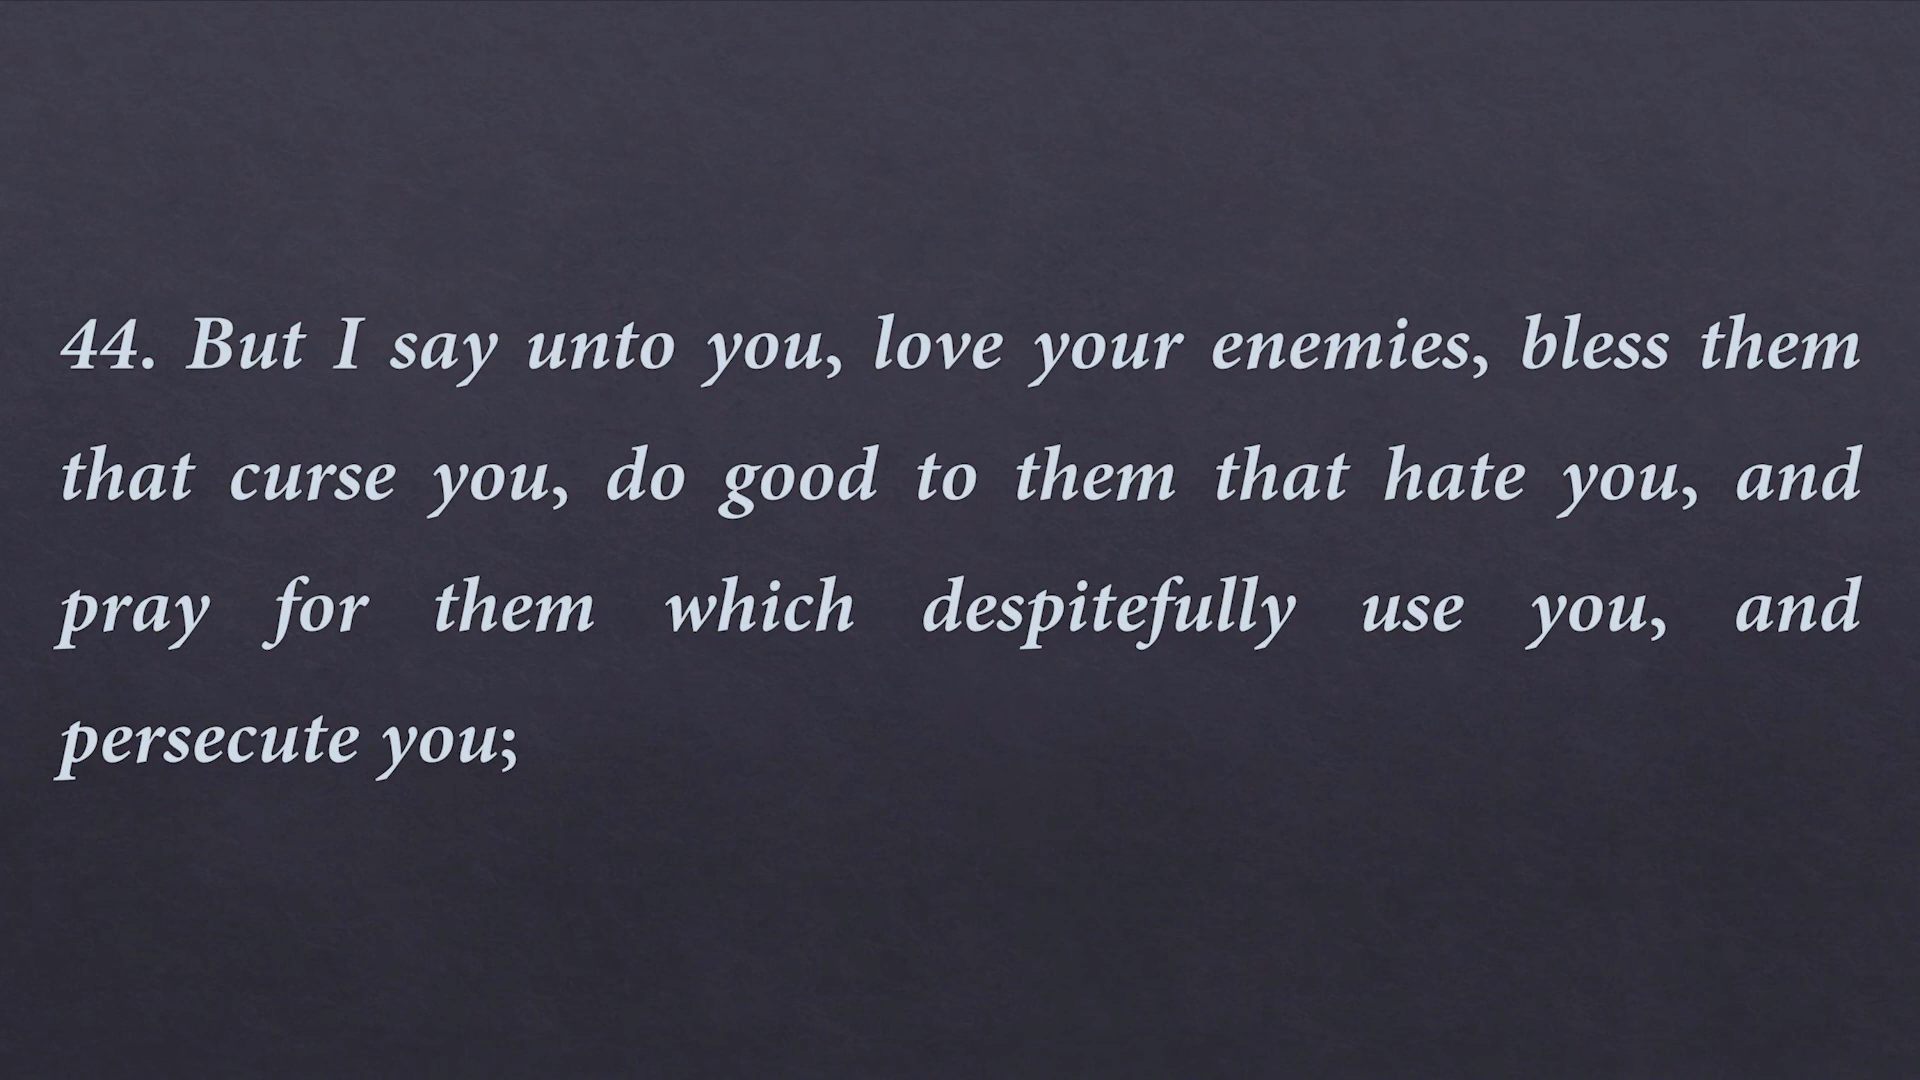 44. But I say unto you, love your enemies, bless them
that curse you, do good to them that hate you, and
pray for them which despitefully use you, and
persecute you;